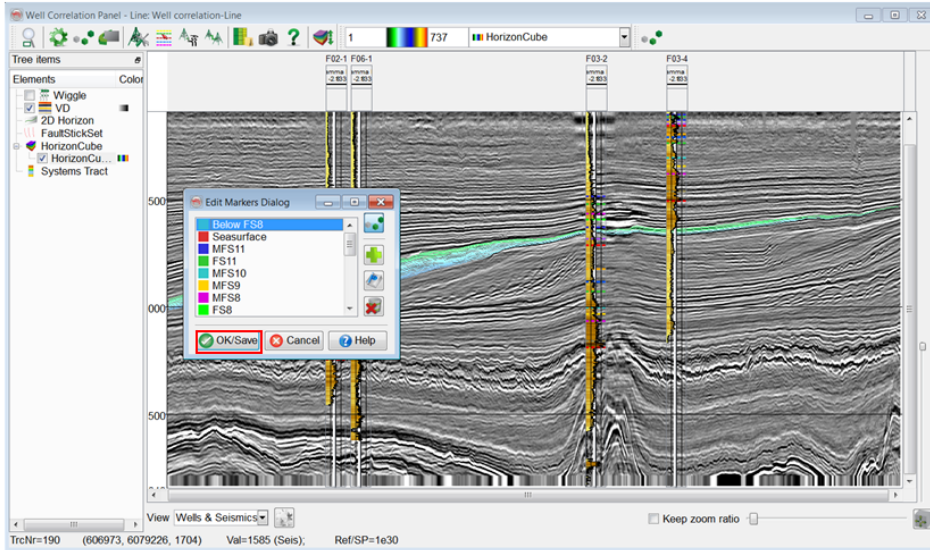 Well Correlation Panel - Line: Well correlation-Line
1 737 HorizonCube
Tree items
Elements Color
Wiggle
VD
2D Horizon
FaultStickSet
HorizonCube
HorizonCu...
Systems Tract
F02-1 F06-1 F03-2 F03-4
500
000
500
Edit Markers Dialog
Below FS8
Seasurface
MFS11
FS11
MFS10
MFS9
MFS8
FS8
OK/Save Cancel Help
View Wells & Seismics Keep zoom ratio
TrcNr=190 (606973, 6079226, 1704) Val=1585 (Seis); Ref/SP=1e30